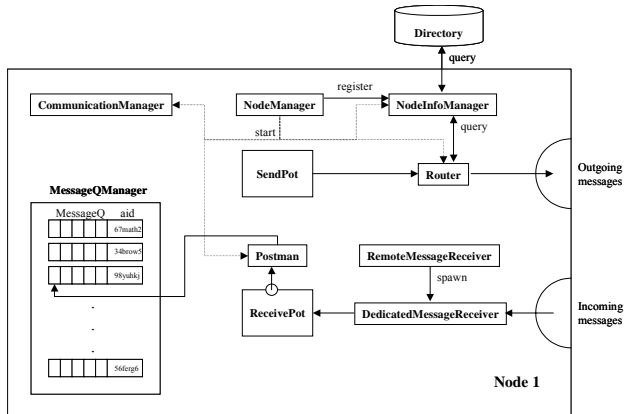 Directory
query
register
CommunicationManager
NodeManager
NodeInfoManager
start
query
SendPot
Router
Outgoing
messages
MessageQManager
MessageQ aid
67math2
34brow5
98yuhkj
.
.
.
56ferg6
Postman
RemoteMessageReceiver
spawn
ReceivePot
DedicatedMessageReceiver
Incoming
messages
Node 1